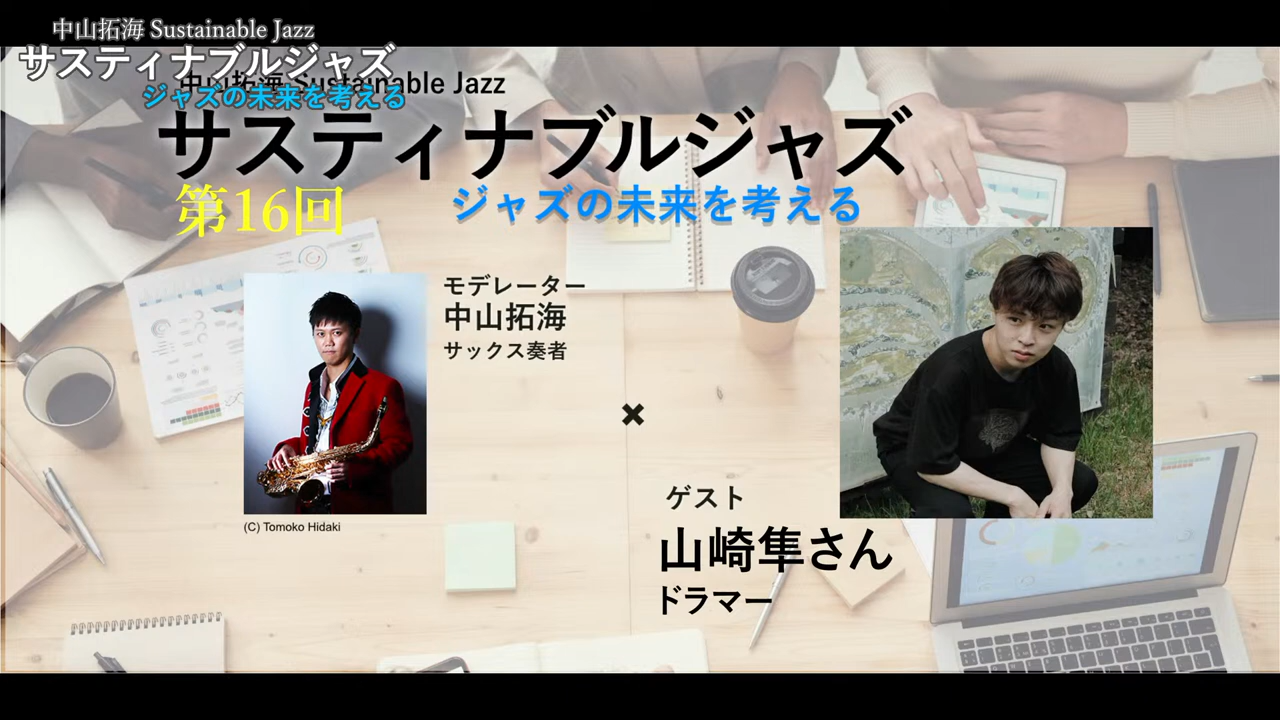 中山拓海 Sustainable Jazz
サスティナブルジャズ
ジャズの未来を考える
中山拓海 Sustainable Jazz
サスティナブルジャズ
第16回
ジャズの未来を考える
モデレーター
中山拓海
サックス奏者
(C) Tomoko Hidaki
ゲスト
山崎隼さん
ドラマー